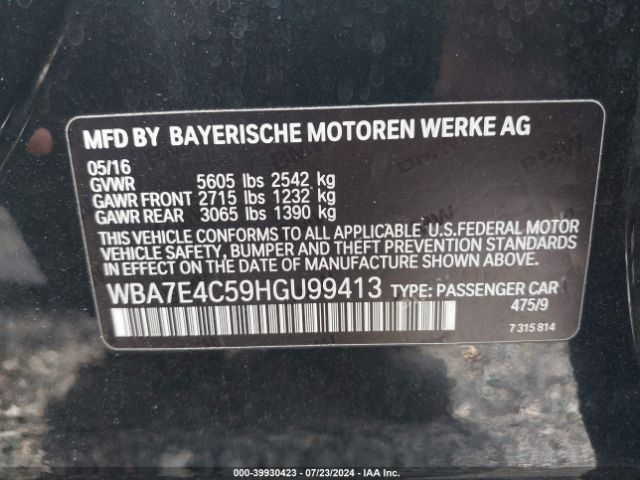 MFD BY BAYERISCHE MOTOREN WERKE AG
05/16
GVWR 5605 lbs 2542 kg
GAWR FRONT 2715 lbs 1232 kg
GAWR REAR 3065 lbs 1390 kg
THIS VEHICLE CONFORMS TO ALL APPLICABLE U.S.FEDERAL MOTOR
VEHICLE SAFETY, BUMPER AND THEFT PREVENTION STANDARDS
IN EFFECT ON THE DATE OF MANUFACTURE SHOWN ABOVE.
WBA7E4C59HGU99413 TYPE: PASSENGER CAR
475/9
7 315 814
000-39930423 - 07/23/2024 - IAA Inc.